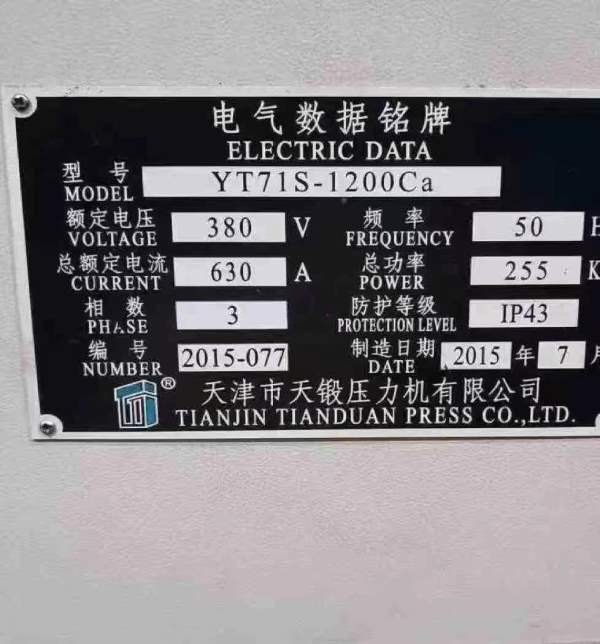 电气数据铭牌
ELECTRIC DATA
型号 YT71S-1200Ca
MODEL
额定电压 380 V 频率 50 H
VOLTAGE FREQUENCY
总额定电流 630 A 总功率 255 K
CURRENT POWER
相数 3 防护等级 IP43
PHASE PROTECTION LEVEL
编号 2015-077 制造日期 2015 年 7 月
NUMBER DATE
® 天津市天锻压力机有限公司
TIANJIN TIANDUAN PRESS CO.,LTD.